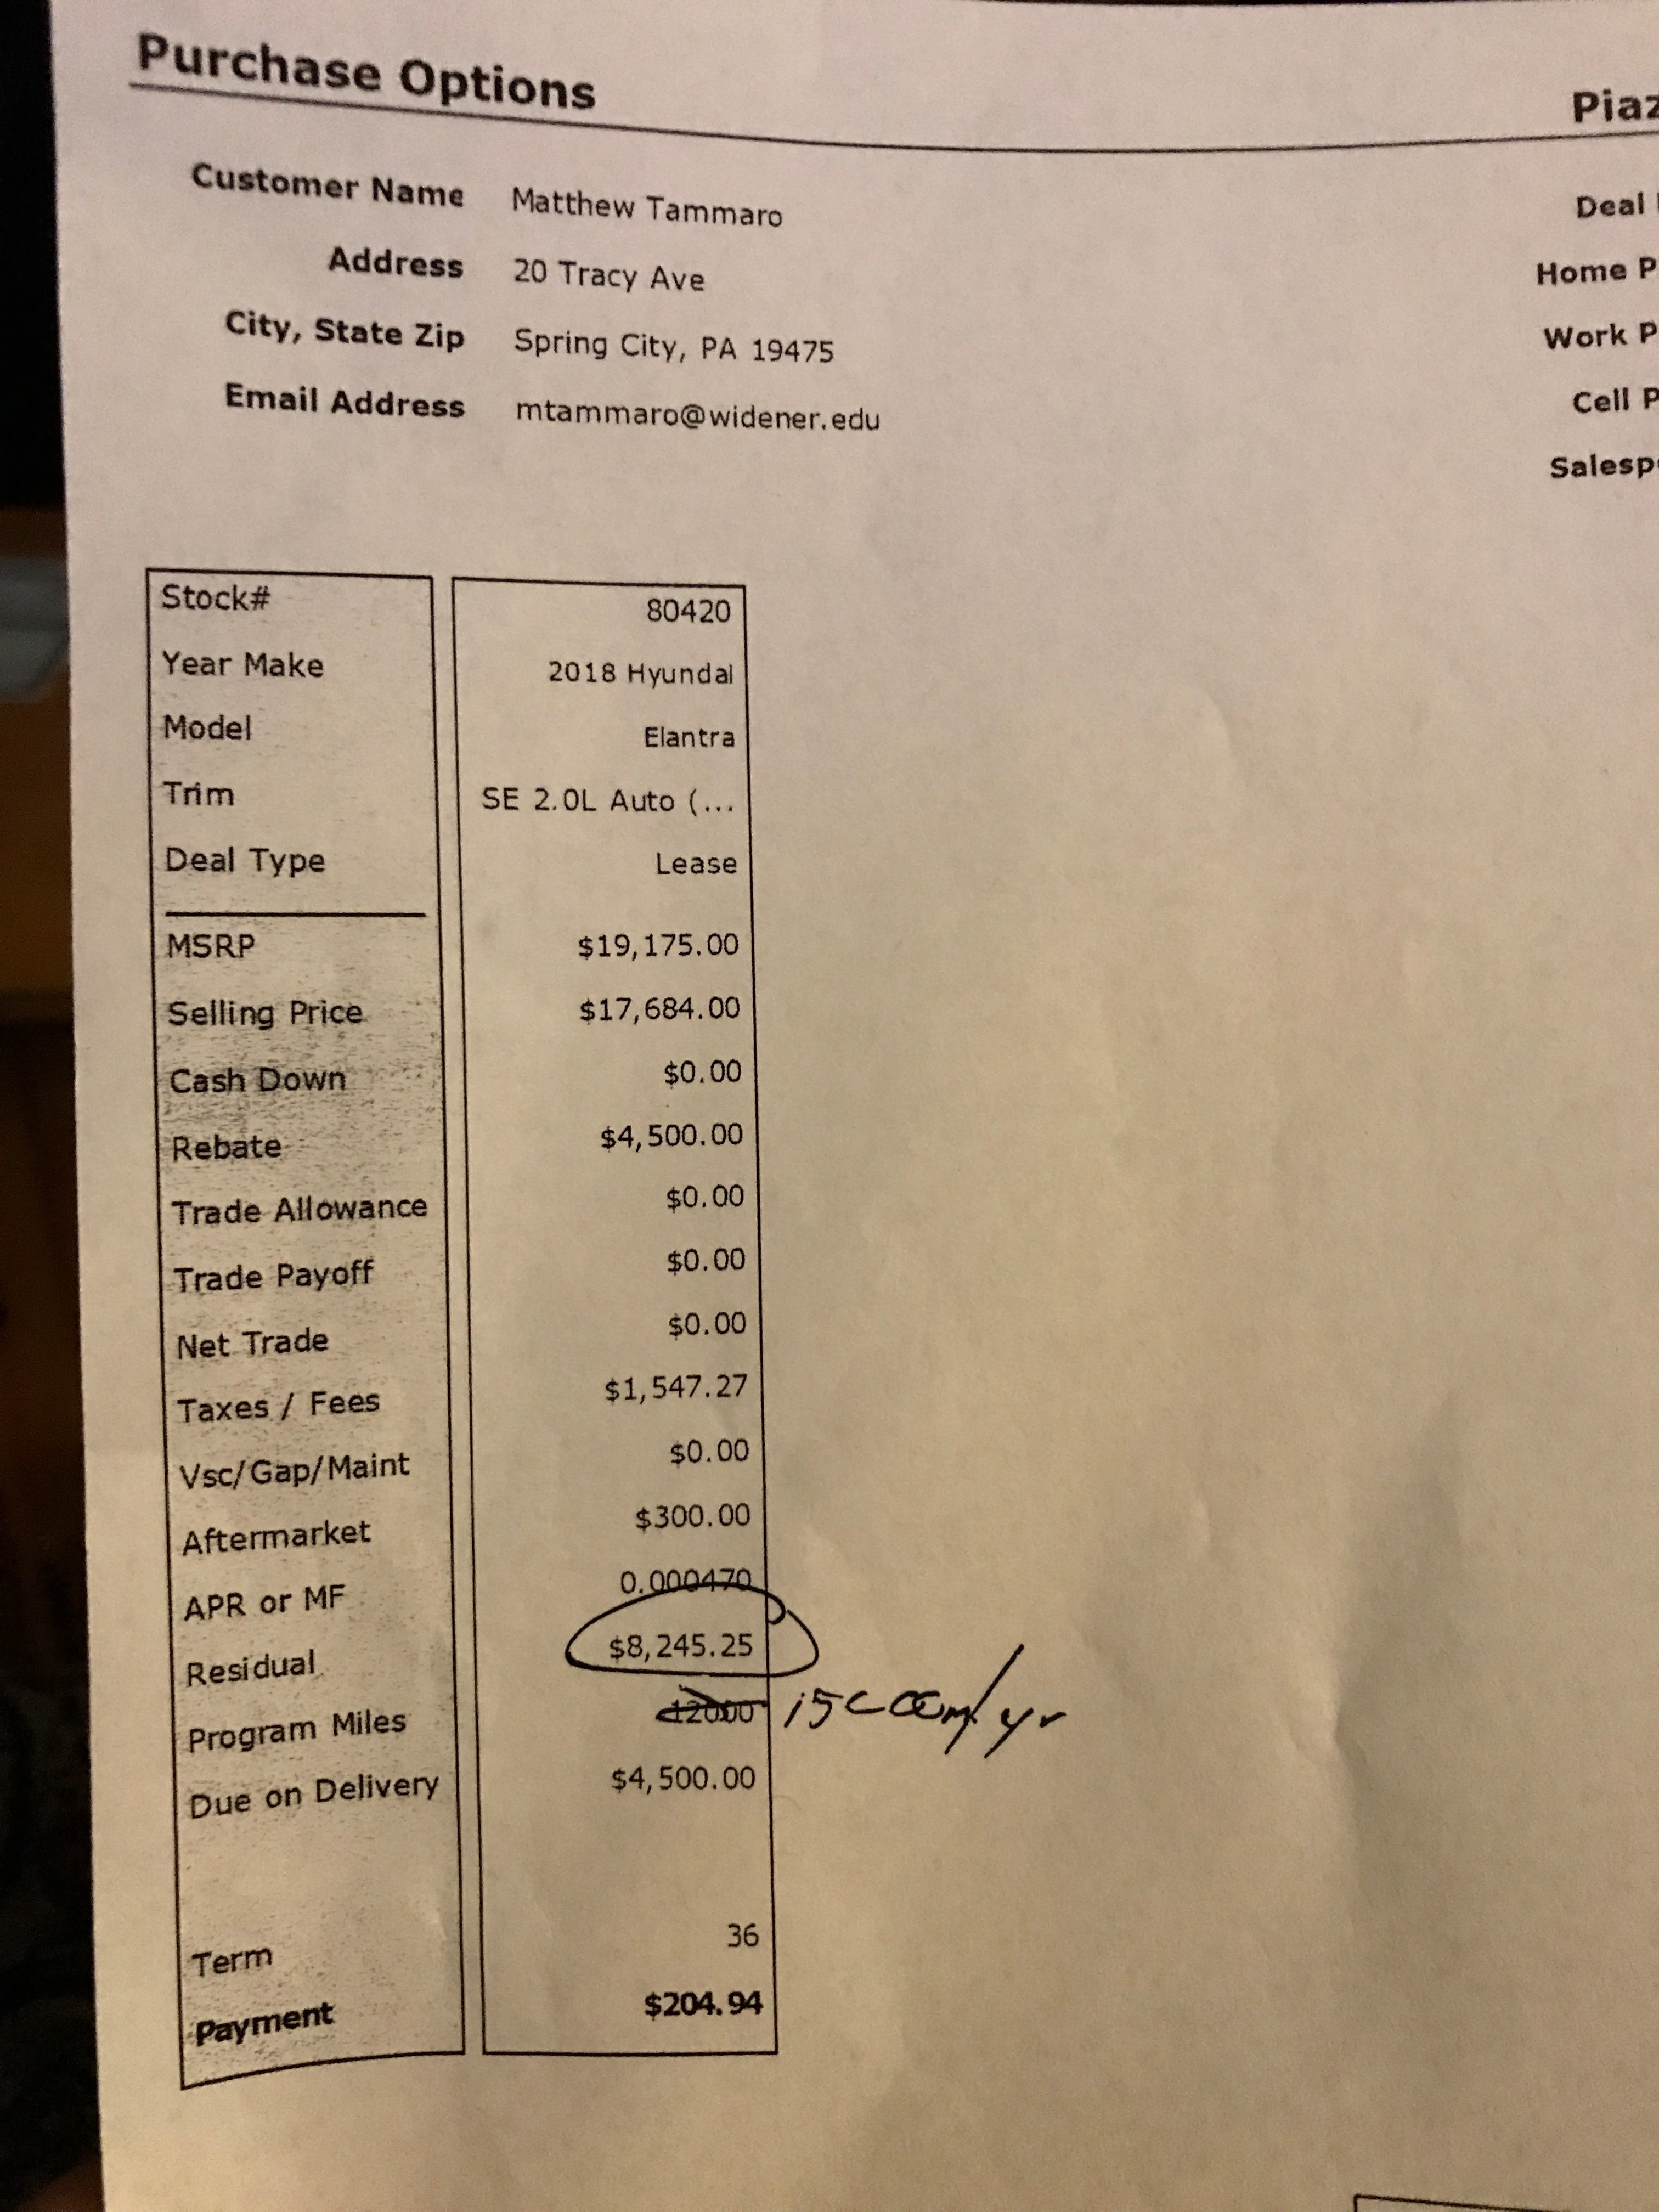 Purchase Options
Piaz
Customer Name Matthew Tammaro
Deal
Address 20 Tracy Ave
Home P
City, State Zip Spring City, PA 19475
Work P
Email Address mtammaro@widener.edu
Cell P
Salesp
Stock# 80420
Year Make 2018 Hyundai
Model Elantra
Trim SE 2.0L Auto (...
Deal Type Lease
MSRP $19,175.00
Selling Price $17,684.00
Cash Down $0.00
Rebate $4,500.00
Trade Allowance $0.00
Trade Payoff $0.00
Net Trade $0.00
Taxes / Fees $1,547.27
Vsc/Gap/Maint $0.00
Aftermarket $300.00
APR or MF 0.000470
Residual $8,245.25
Program Miles 12000 15000m/yr
Due on Delivery $4,500.00
Term 36
Payment $204.94